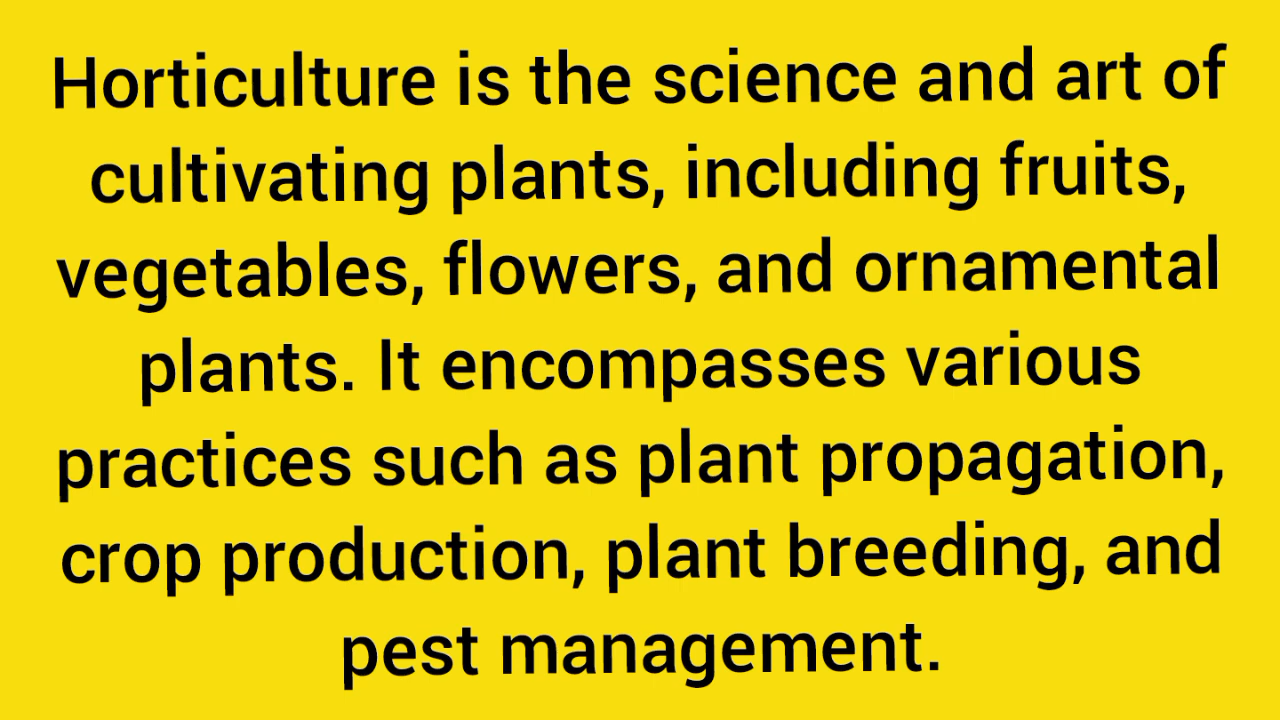 Horticulture is the science and art of
cultivating plants, including fruits,
vegetables, flowers, and ornamental
plants. It encompasses various
practices such as plant propagation,
crop production, plant breeding, and
pest management.